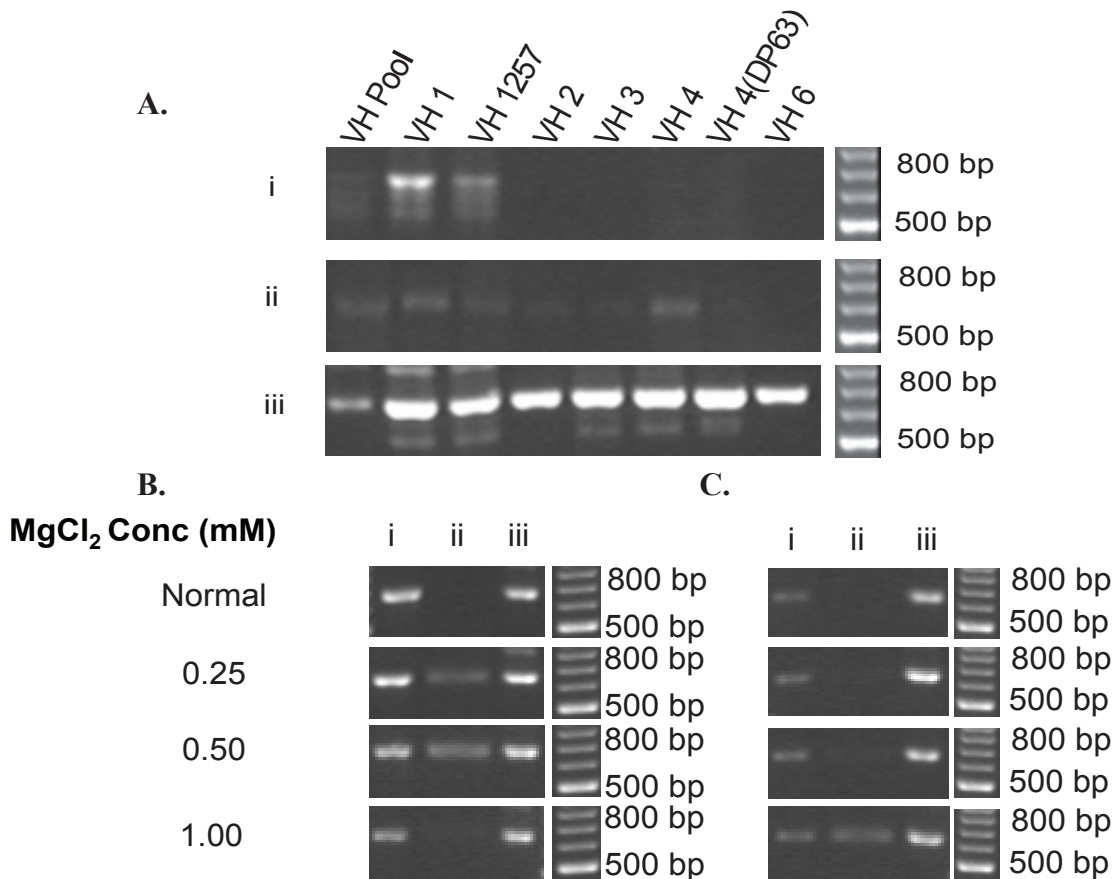 A.
VH Pool
VH 1
VH 1257
VH 2
VH 3
VH 4
VH 4(DP63)
VH 6
i
800 bp
500 bp
ii
800 bp
500 bp
iii
800 bp
500 bp
B.
C.
MgCl₂ Conc (mM)
i ii iii
i ii iii
Normal
800 bp
500 bp
800 bp
500 bp
0.25
800 bp
500 bp
800 bp
500 bp
0.50
800 bp
500 bp
800 bp
500 bp
1.00
800 bp
500 bp
800 bp
500 bp